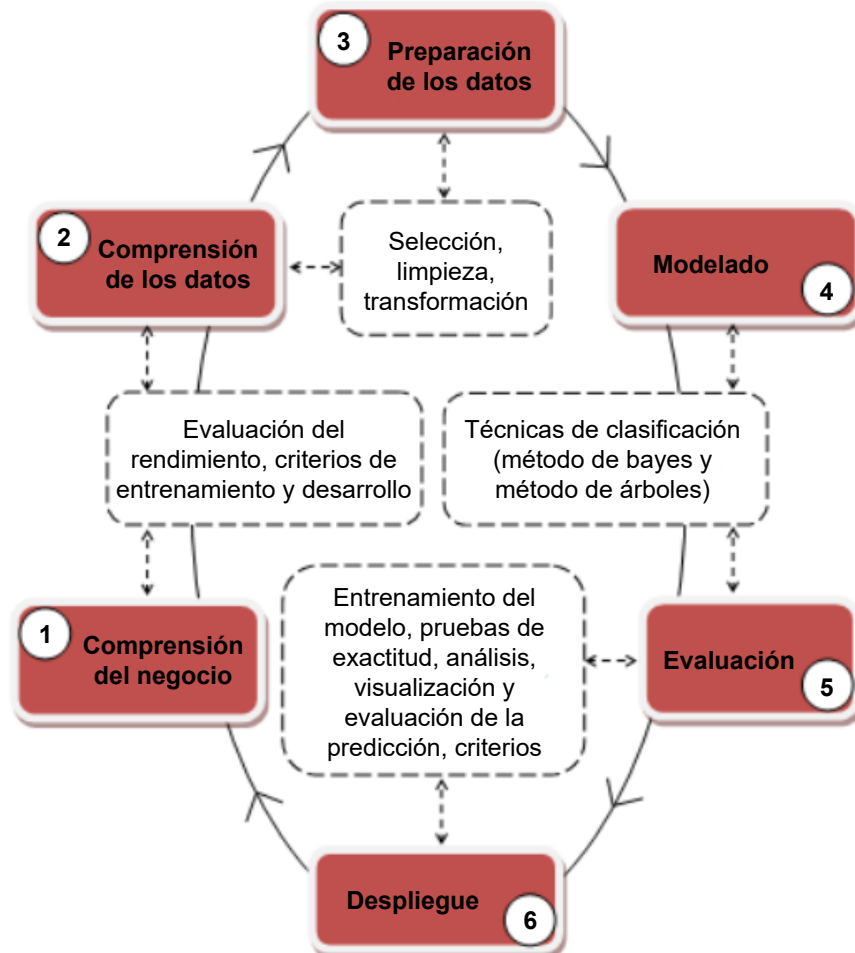 3
Preparación
de los datos
2
Comprensión
de los datos
Selección,
limpieza,
transformación
Modelado
4
Evaluación del
rendimiento, criterios de
entrenamiento y desarrollo
Técnicas de clasificación
(método de bayes y
método de árboles)
1
Comprensión
del negocio
Entrenamiento del
modelo, pruebas de
exactitud, análisis,
visualización y
evaluación de la
predicción, criterios
Evaluación
5
Despliegue
6